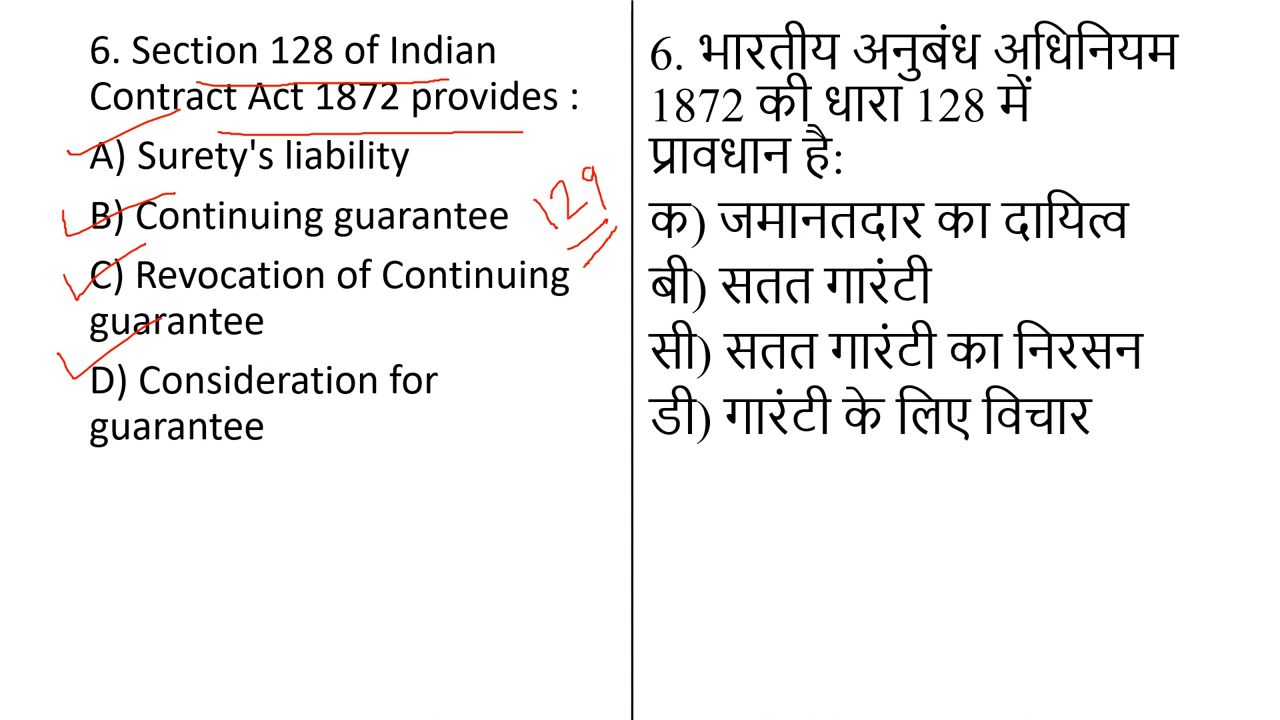 6. Section 128 of Indian
Contract Act 1872 provides :
A) Surety's liability
B) Continuing guarantee
129
C) Revocation of Continuing
guarantee
D) Consideration for
guarantee
6. भारतीय अनुबंध अधिनियम
1872 की धारा 128 में
प्रावधान है:
क) जमानतदार का दायित्व
बी) सतत गारंटी
सी) सतत गारंटी का निरसन
डी) गारंटी के लिए विचार